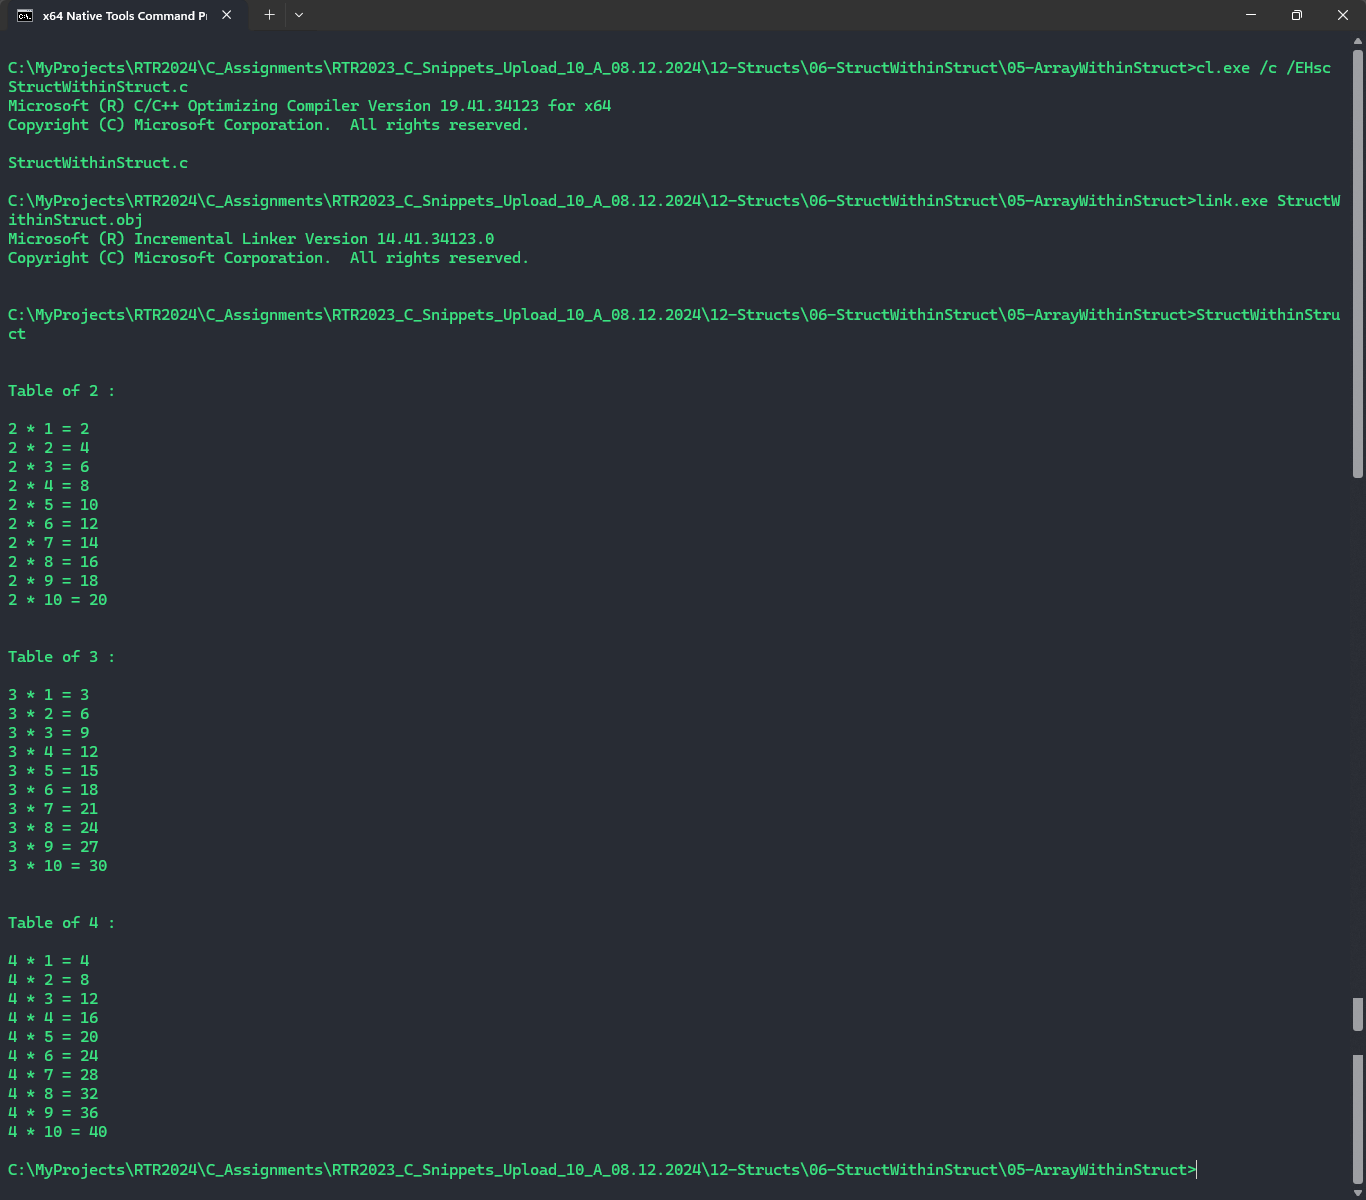 x64 Native Tools Command Pr
C:\MyProjects\RTR2024\C_Assignments\RTR2023_C_Snippets_Upload_10_A_08.12.2024\12-Structs\06-StructWithinStruct\05-ArrayWithinStruct>cl.exe /c /EHsc
StructWithinStruct.c
Microsoft (R) C/C++ Optimizing Compiler Version 19.41.34123 for x64
Copyright (C) Microsoft Corporation.  All rights reserved.
StructWithinStruct.c
C:\MyProjects\RTR2024\C_Assignments\RTR2023_C_Snippets_Upload_10_A_08.12.2024\12-Structs\06-StructWithinStruct\05-ArrayWithinStruct>link.exe StructW
ithinStruct.obj
Microsoft (R) Incremental Linker Version 14.41.34123.0
Copyright (C) Microsoft Corporation.  All rights reserved.
C:\MyProjects\RTR2024\C_Assignments\RTR2023_C_Snippets_Upload_10_A_08.12.2024\12-Structs\06-StructWithinStruct\05-ArrayWithinStruct>StructWithinStru
ct
Table of 2 :
2 * 1 = 2
2 * 2 = 4
2 * 3 = 6
2 * 4 = 8
2 * 5 = 10
2 * 6 = 12
2 * 7 = 14
2 * 8 = 16
2 * 9 = 18
2 * 10 = 20
Table of 3 :
3 * 1 = 3
3 * 2 = 6
3 * 3 = 9
3 * 4 = 12
3 * 5 = 15
3 * 6 = 18
3 * 7 = 21
3 * 8 = 24
3 * 9 = 27
3 * 10 = 30
Table of 4 :
4 * 1 = 4
4 * 2 = 8
4 * 3 = 12
4 * 4 = 16
4 * 5 = 20
4 * 6 = 24
4 * 7 = 28
4 * 8 = 32
4 * 9 = 36
4 * 10 = 40
C:\MyProjects\RTR2024\C_Assignments\RTR2023_C_Snippets_Upload_10_A_08.12.2024\12-Structs\06-StructWithinStruct\05-ArrayWithinStruct>